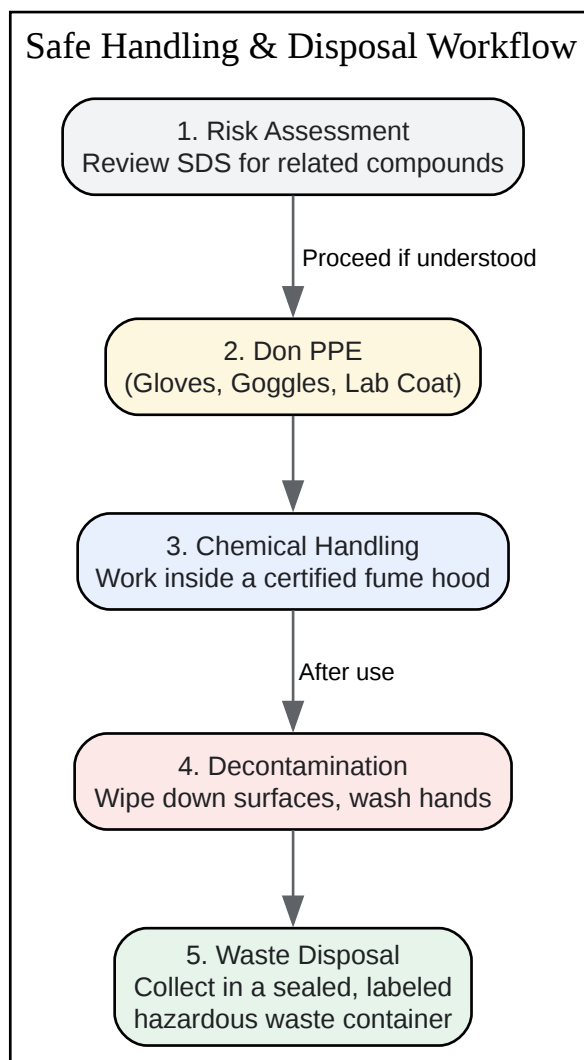 Safe Handling & Disposal Workflow
1. Risk Assessment
Review SDS for related compounds
Proceed if understood
2. Don PPE
(Gloves, Goggles, Lab Coat)
3. Chemical Handling
Work inside a certified fume hood
After use
4. Decontamination
Wipe down surfaces, wash hands
5. Waste Disposal
Collect in a sealed, labeled
hazardous waste container